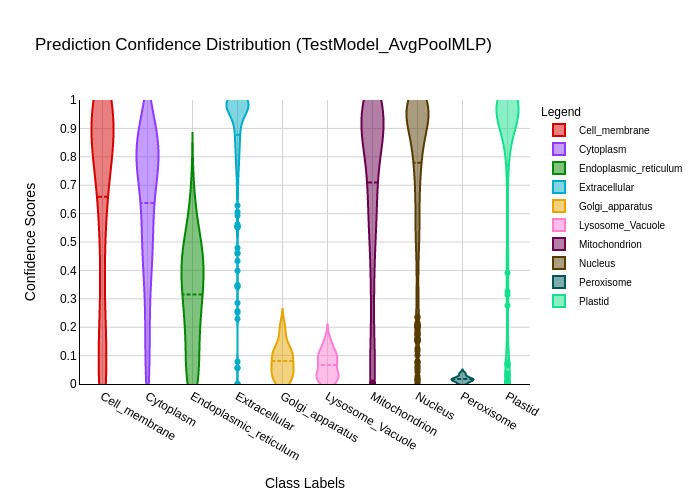 Prediction Confidence Distribution (TestModel_AvgPoolMLP)
Confidence Scores
1
0.9
0.8
0.7
0.6
0.5
0.4
0.3
0.2
0.1
0
Cell_membrane
Cytoplasm
Endoplasmic_reticulum
Extracellular
Golgi_apparatus
Lysosome_Vacuole
Mitochondrion
Nucleus
Peroxisome
Plastid
Class Labels
Legend
Cell_membrane
Cytoplasm
Endoplasmic_reticulum
Extracellular
Golgi_apparatus
Lysosome_Vacuole
Mitochondrion
Nucleus
Peroxisome
Plastid